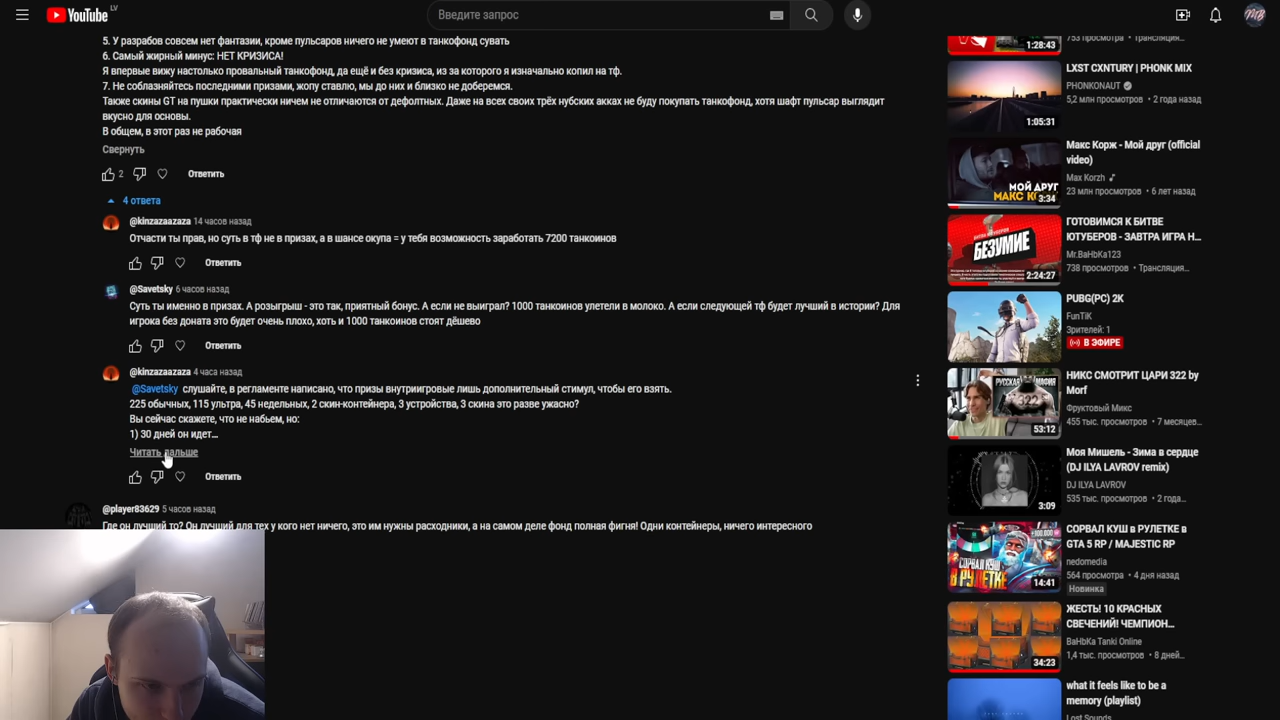 YouTube LV
Введите запрос
5. У разрабов совсем нет фантазии, кроме пульсаров ничего не умеют в танкофонд сувать
6. Самый жирный минус: НЕТ КРИЗИСА!
Я впервые вижу настолько провальный танкофонд, да ещё и без кризиса, из за которого я изначально копил на тф.
7. Не соблазняйтесь последними призами, жопу ставлю, мы до них и близко не доберемся.
Также скины GT на пушки практически ничем не отличаются от дефолтных. Даже на всех своих трёх нубских акках не буду покупать танкофонд, хотя шафт пульсар выглядит
вкусно для основы.
В общем, в этот раз не рабочая
Свернуть
2 Ответить
4 ответа
@kinzazaazaza 14 часов назад
Отчасти ты прав, но суть в тф не в призах, а в шансе окупа = у тебя возможность заработать 7200 танкоинов
Ответить
@Savetsky 6 часов назад
Суть ты именно в призах. А розыгрыш - это так, приятный бонус. А если не выиграл? 1000 танкоинов улетели в молоко. А если следующей тф будет лучший в истории? Для
игрока без доната это будет очень плохо, хоть и 1000 танкоинов стоят дёшево
Ответить
@kinzazaazaza 4 часа назад
@Savetsky слушайте, в регламенте написано, что призы внутриигровые лишь дополнительный стимул, чтобы его взять.
225 обычных, 115 ультра, 45 недельных, 2 скин-контейнера, 3 устройства, 3 скина это разве ужасно?
Вы сейчас скажете, что не набьем, но:
1) 30 дней он идет...
Читать дальше
Ответить
@player83629 5 часов назад
Где он лучший то? Он лучший для тех у кого нет ничего, это им нужны расходники, а на самом деле фонд полная фигня! Одни контейнеры, ничего интересного
753 просмотра • Трансляция...
1:28:43
LXST CXNTURY | PHONK MIX
PHONKONAUT
5,2 млн просмотров • 2 года назад
1:05:31
Макс Корж - Мой друг (official
video)
Max Korzh
23 млн просмотров • 6 лет назад
МОЙ ДРУГ
МАКС КО
3:34
ГОТОВИМСЯ К БИТВЕ
ЮТУБЕРОВ - ЗАВТРА ИГРА Н...
Mr.BaHbKa123
738 просмотров • Трансляция...
БЕЗУМИЕ
2:24:27
PUBG(PC) 2K
FunTiK
Зрителей: 1
В ЭФИРЕ
НИКС СМОТРИТ ЦАРИ 322 by
Morf
Фруктовый Микс
455 тыс. просмотров • 7 месяцев...
РУССКАЯ МАФИЯ
322
53:12
Моя Мишель - Зима в сердце
(DJ ILYA LAVROV remix)
DJ ILYA LAVROV
535 тыс. просмотров • 2 года...
3:09
СОРВАЛ КУШ в РУЛЕТКЕ в
GTA 5 RP / MAJESTIC RP
nedomedia
564 просмотра • 4 дня назад
Новинка
СОРВАЛ КУШ
В РУЛЕТКЕ
14:41
ЖЕСТЬ! 10 КРАСНЫХ
СВЕЧЕНИЙ! ЧЕМПИОН...
BaHbKa Tanki Online
1,4 тыс. просмотров • 8 дней...
34:23
what it feels like to be a
memory (playlist)
Lost Sounds